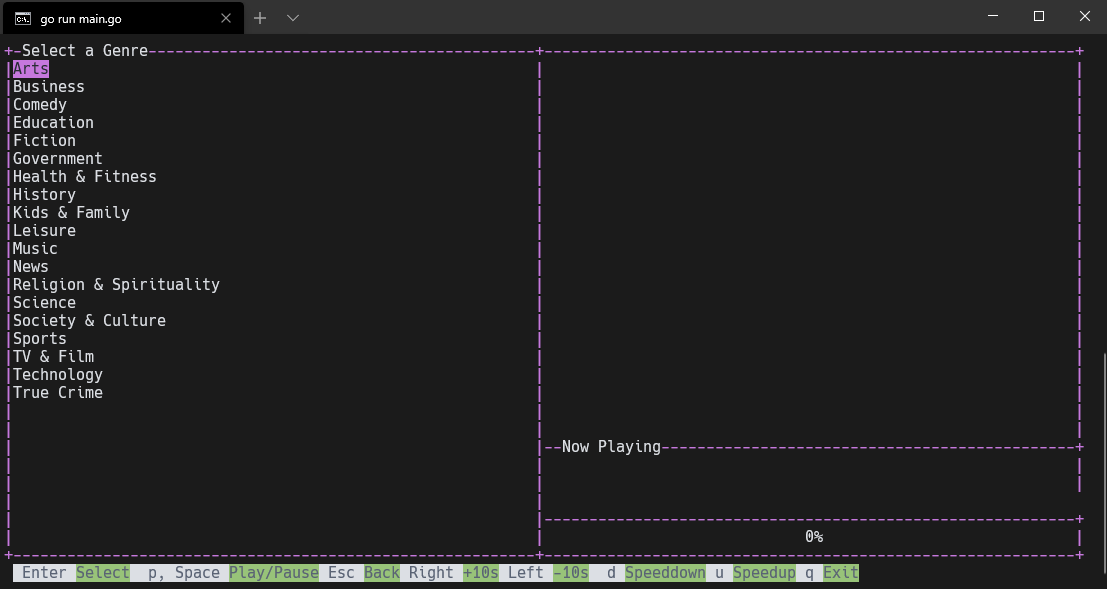 go run main.go
Select a Genre
Arts
Business
Comedy
Education
Fiction
Government
Health & Fitness
History
Kids & Family
Leisure
Music
News
Religion & Spirituality
Science
Society & Culture
Sports
TV & Film
Technology
True Crime
Now Playing
0%
Enter Select p, Space Play/Pause Esc Back Right +10s Left -10s d Speeddown u Speedup q Exit